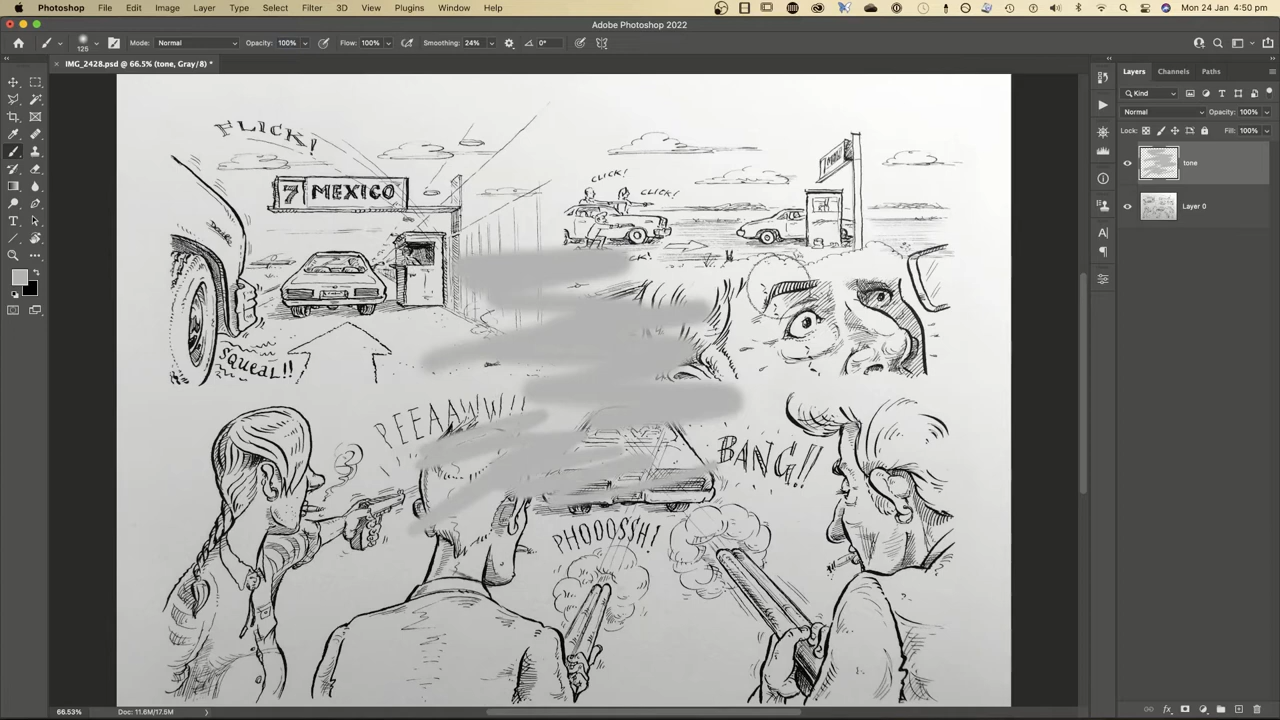 Photoshop File Edit Image Layer Type Select Filter 3D View Plugins Window Help Mon 24 Jan 4:50 pm
Adobe Photoshop 2022
125 Mode: Normal Opacity: 100% Flow: 100% Smoothing: 24% 0°
IMG_2428.psd @ 66.5% (tone, Gray/8) *
Layers Channels Paths
Kind
Normal Opacity: 100%
Lock: Fill: 100%
tone
Layer 0
FLICK!
7 MEXICO
CLICK!
CLICK!
SQUEAL!!
PEEAAWW!!
BANG!!
PHOOOSSH!
66.53% Doc: 11.6M/17.5M